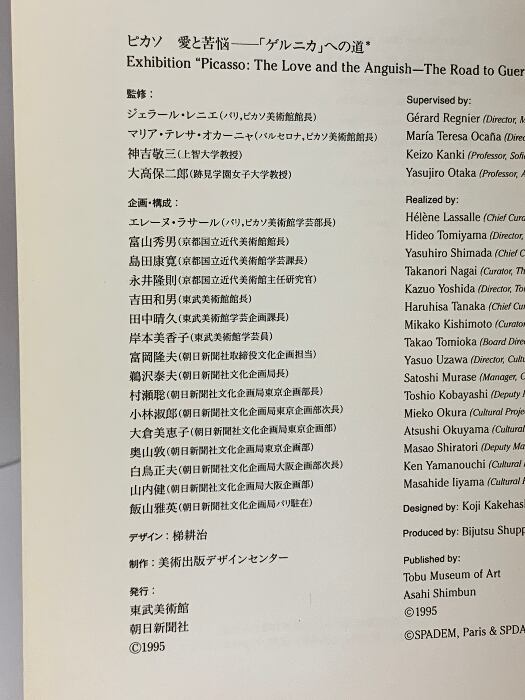 ピカソ 愛と苦悩──「ゲルニカ」への道*
Exhibition “Picasso: The Love and the Anguish—The Road to Guer
監修：
ジェラール・レニエ（パリ，ピカソ美術館館長）
マリア・テレサ・オカーニャ（バルセロナ，ピカソ美術館館長）
神吉敬三（上智大学教授）
大髙保二郎（跡見学園女子大学教授）
企画・構成：
エレーヌ・ラサール（パリ，ピカソ美術館学芸部長）
富山秀男（京都国立近代美術館館長）
島田康寛（京都国立近代美術館学芸課長）
永井隆則（京都国立近代美術館主任研究官）
吉田和男（東武美術館館長）
田中晴久（東武美術館学芸企画課長）
岸本美香子（東武美術館学芸員）
富岡隆夫（朝日新聞社取締役文化企画担当）
鵜沢泰夫（朝日新聞社文化企画局長）
村瀬聡（朝日新聞社文化企画局東京企画部長）
小林淑郎（朝日新聞社文化企画局東京企画部次長）
大倉美恵子（朝日新聞社文化企画局東京企画部）
奥山敦（朝日新聞社文化企画局東京企画部）
白鳥正夫（朝日新聞社文化企画局大阪企画部次長）
山内健（朝日新聞社文化企画局大阪企画部）
飯山雅英（朝日新聞社文化企画局パリ駐在）
デザイン：梯耕治
制作：美術出版デザインセンター
発行：
東武美術館
朝日新聞社
©1995
Supervised by:
Gérard Regnier (Director, M
María Teresa Ocaña (Direc
Keizo Kanki (Professor, Sofi
Yasujiro Otaka (Professor, A
Realized by:
Hélène Lassalle (Chief Cura
Hideo Tomiyama (Director,
Yasuhiro Shimada (Chief C
Takanori Nagai (Curator, Th
Kazuo Yoshida (Director, To
Haruhisa Tanaka (Chief Cur
Mikako Kishimoto (Curator
Takao Tomioka (Board Dire
Yasuo Uzawa (Director, Cult
Satoshi Murase (Manager, C
Toshio Kobayashi (Deputy M
Mieko Okura (Cultural Proje
Atsushi Okuyama (Cultural
Masao Shiratori (Deputy Ma
Ken Yamanouchi (Cultural
Masahide Iiyama (Cultural P
Designed by: Koji Kakehas
Produced by: Bijutsu Shupp
Published by:
Tobu Museum of Art
Asahi Shimbun
©1995
©SPADEM, Paris & SPDA